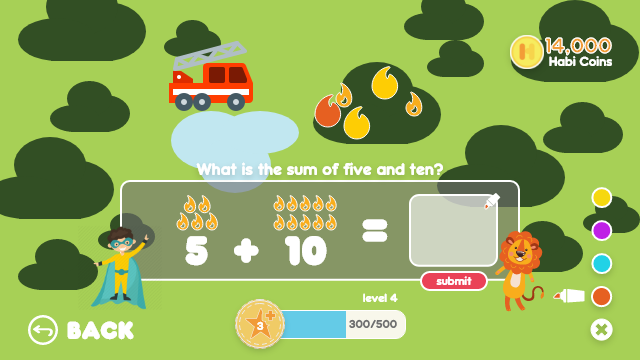 14,000
Habi Coins
What is the sum of five and ten?
5 + 10 =
submit
level 4
3 300/500
BACK